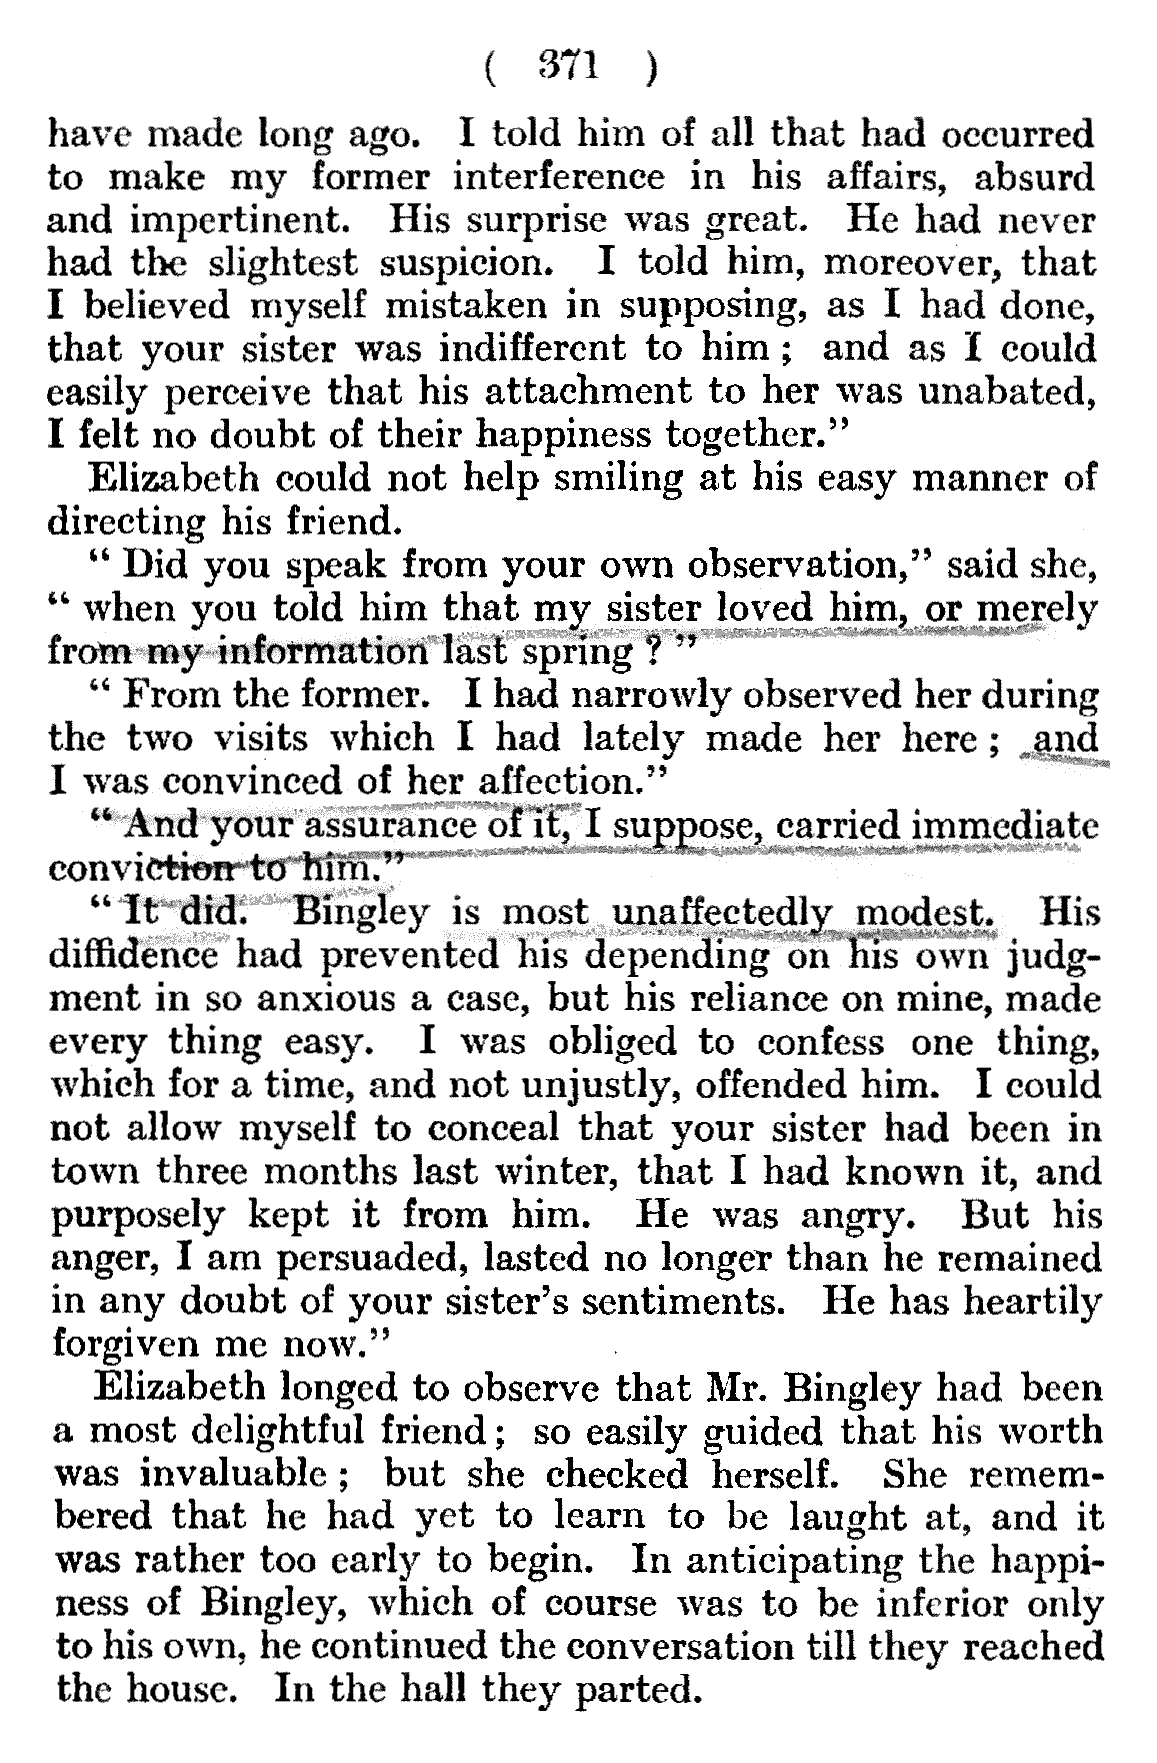 ( 371 )
have made long ago. I told him of all that had occurred
to make my former interference in his affairs, absurd
and impertinent. His surprise was great. He had never
had the slightest suspicion. I told him, moreover, that
I believed myself mistaken in supposing, as I had done,
that your sister was indifferent to him ; and as I could
easily perceive that his attachment to her was unabated,
I felt no doubt of their happiness together.”
Elizabeth could not help smiling at his easy manner of
directing his friend.
“ Did you speak from your own observation,” said she,
“ when you told him that my sister loved him, or merely
from my information last spring ? ”
“ From the former. I had narrowly observed her during
the two visits which I had lately made her here ; and
I was convinced of her affection.”
“ And your assurance of it, I suppose, carried immediate
conviction to him.”
“ It did. Bingley is most unaffectedly modest. His
diffidence had prevented his depending on his own judg-
ment in so anxious a case, but his reliance on mine, made
every thing easy. I was obliged to confess one thing,
which for a time, and not unjustly, offended him. I could
not allow myself to conceal that your sister had been in
town three months last winter, that I had known it, and
purposely kept it from him. He was angry. But his
anger, I am persuaded, lasted no longer than he remained
in any doubt of your sister’s sentiments. He has heartily
forgiven me now.”
Elizabeth longed to observe that Mr. Bingley had been
a most delightful friend ; so easily guided that his worth
was invaluable ; but she checked herself. She remem-
bered that he had yet to learn to be laught at, and it
was rather too early to begin. In anticipating the happi-
ness of Bingley, which of course was to be inferior only
to his own, he continued the conversation till they reached
the house. In the hall they parted.